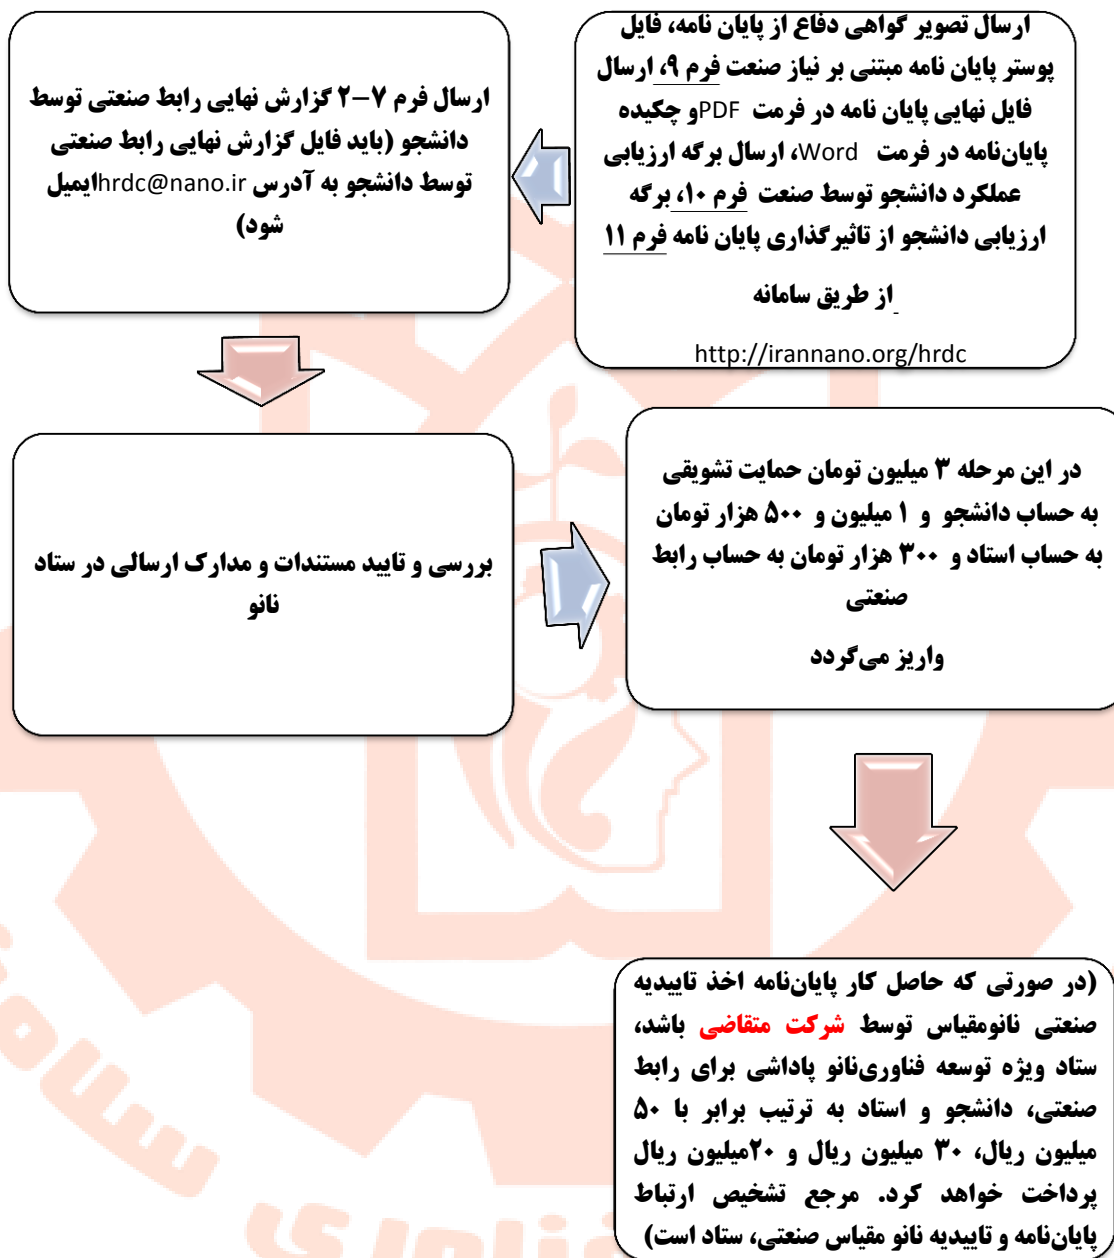 ارسال تصویر گواهی دفاع از پایان نامه، فایل
پوستر پایان نامه مبتنی بر نیاز صنعت فرم ۹، ارسال
فایل نهایی پایان نامه در فرمت PDFو چکیده
پایان‌نامه در فرمت Word، ارسال برگه ارزیابی
عملکرد دانشجو توسط صنعت فرم ۱۰، برگه
ارزیابی دانشجو از تاثیرگذاری پایان نامه فرم ۱۱
از طریق سامانه
http://irannano.org/hrdc
ارسال فرم ۷-۲ گزارش نهایی رابط صنعتی توسط
دانشجو (باید فایل گزارش نهایی رابط صنعتی
توسط دانشجو به آدرس hrdc@nano.irایمیل
شود)
بررسی و تایید مستندات و مدارک ارسالی در ستاد
نانو
در این مرحله ۳ میلیون تومان حمایت تشویقی
به حساب دانشجو و ۱ میلیون و ۵۰۰ هزار تومان
به حساب استاد و ۳۰۰ هزار تومان به حساب رابط
صنعتی
واریز می‌گردد
(در صورتی که حاصل کار پایان‌نامه اخذ تاییدیه
صنعتی نانومقیاس توسط شرکت متقاضی باشد،
ستاد ویژه توسعه فناوری‌نانو پاداشی برای رابط
صنعتی، دانشجو و استاد به ترتیب برابر با ۵۰
میلیون ریال، ۳۰ میلیون ریال و ۲۰میلیون ریال
پرداخت خواهد کرد. مرجع تشخیص ارتباط
پایان‌نامه و تاییدیه نانو مقیاس صنعتی، ستاد است)